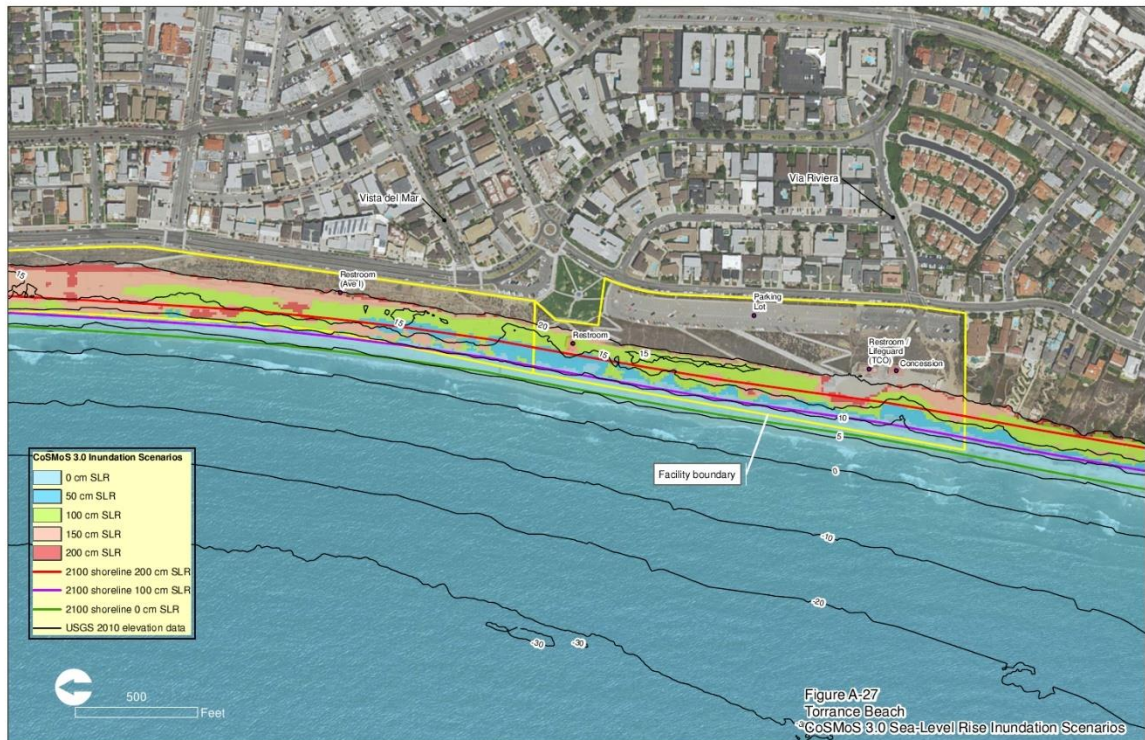 Vista del Mar
Via Riviera
15
Restroom
(Ave I)
Parking
Lot
20
15
Restroom
15
15
Restroom /
Lifeguard
(TCO)
Concession
10
5
0
Facility boundary
-10
-20
-30
-30
CoSMoS 3.0 Inundation Scenarios
0 cm SLR
50 cm SLR
100 cm SLR
150 cm SLR
200 cm SLR
2100 shoreline 200 cm SLR
2100 shoreline 100 cm SLR
2100 shoreline 0 cm SLR
USGS 2010 elevation data
500
Feet
Figure A-27
Torrance Beach
CoSMoS 3.0 Sea-Level Rise Inundation Scenarios